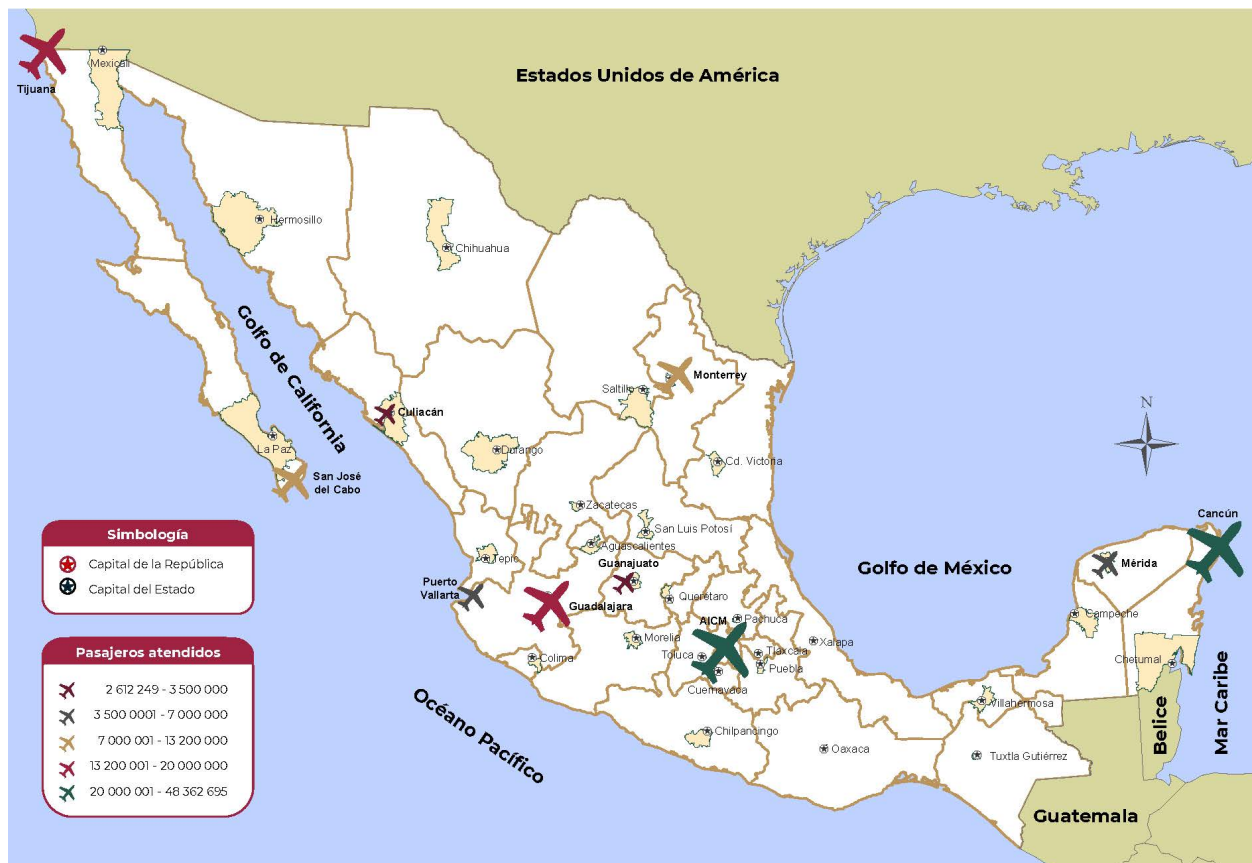 Estados Unidos de América
Tijuana
Mexicali
Hermosillo
Chihuahua
Golfo de California
Monterrey
Saltillo
Culiacán
La Paz
Durango
Cd. Victoria
San José
del Cabo
Zacatecas
San Luis Potosí
Aguascalientes
N
Cancún
Tepic
Guanajuato
Mérida
Golfo de México
Puerto
Vallarta
Guadalajara
Querétaro
AICM
Pachuca
Campeche
Morelia
Toluca
Tlaxcala
Puebla
Xalapa
Colima
Cuernavaca
Chetumal
Villahermosa
Océano Pacífico
Chilpancingo
Oaxaca
Tuxtla Gutiérrez
Belice
Mar Caribe
Guatemala
Simbología
Capital de la República
Capital del Estado
Pasajeros atendidos
2 612 249 - 3 500 000
3 500 0001 - 7 000 000
7 000 001 - 13 200 000
13 200 001 - 20 000 000
20 000 001 - 48 362 695